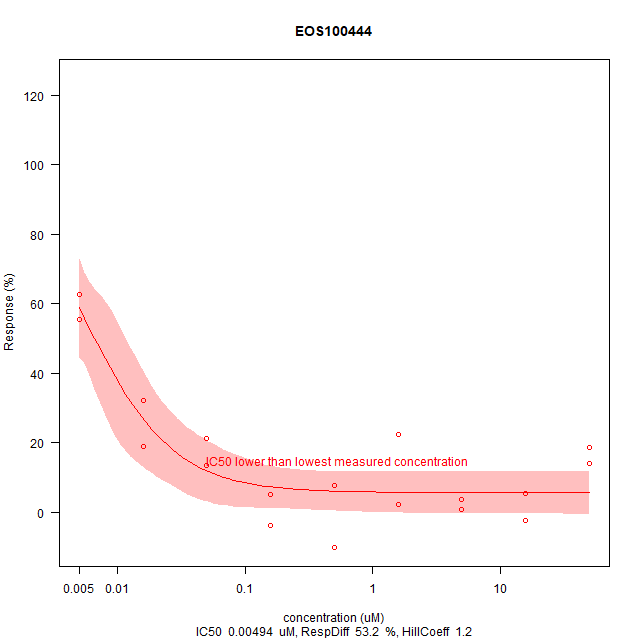 EOS100444
120
100
80
60
40
20
0
Response (%)
IC50 lower than lowest measured concentration
0.005 0.01 0.1 1 10
concentration (uM)
IC50 0.00494 uM, RespDiff 53.2 %, HillCoeff 1.2